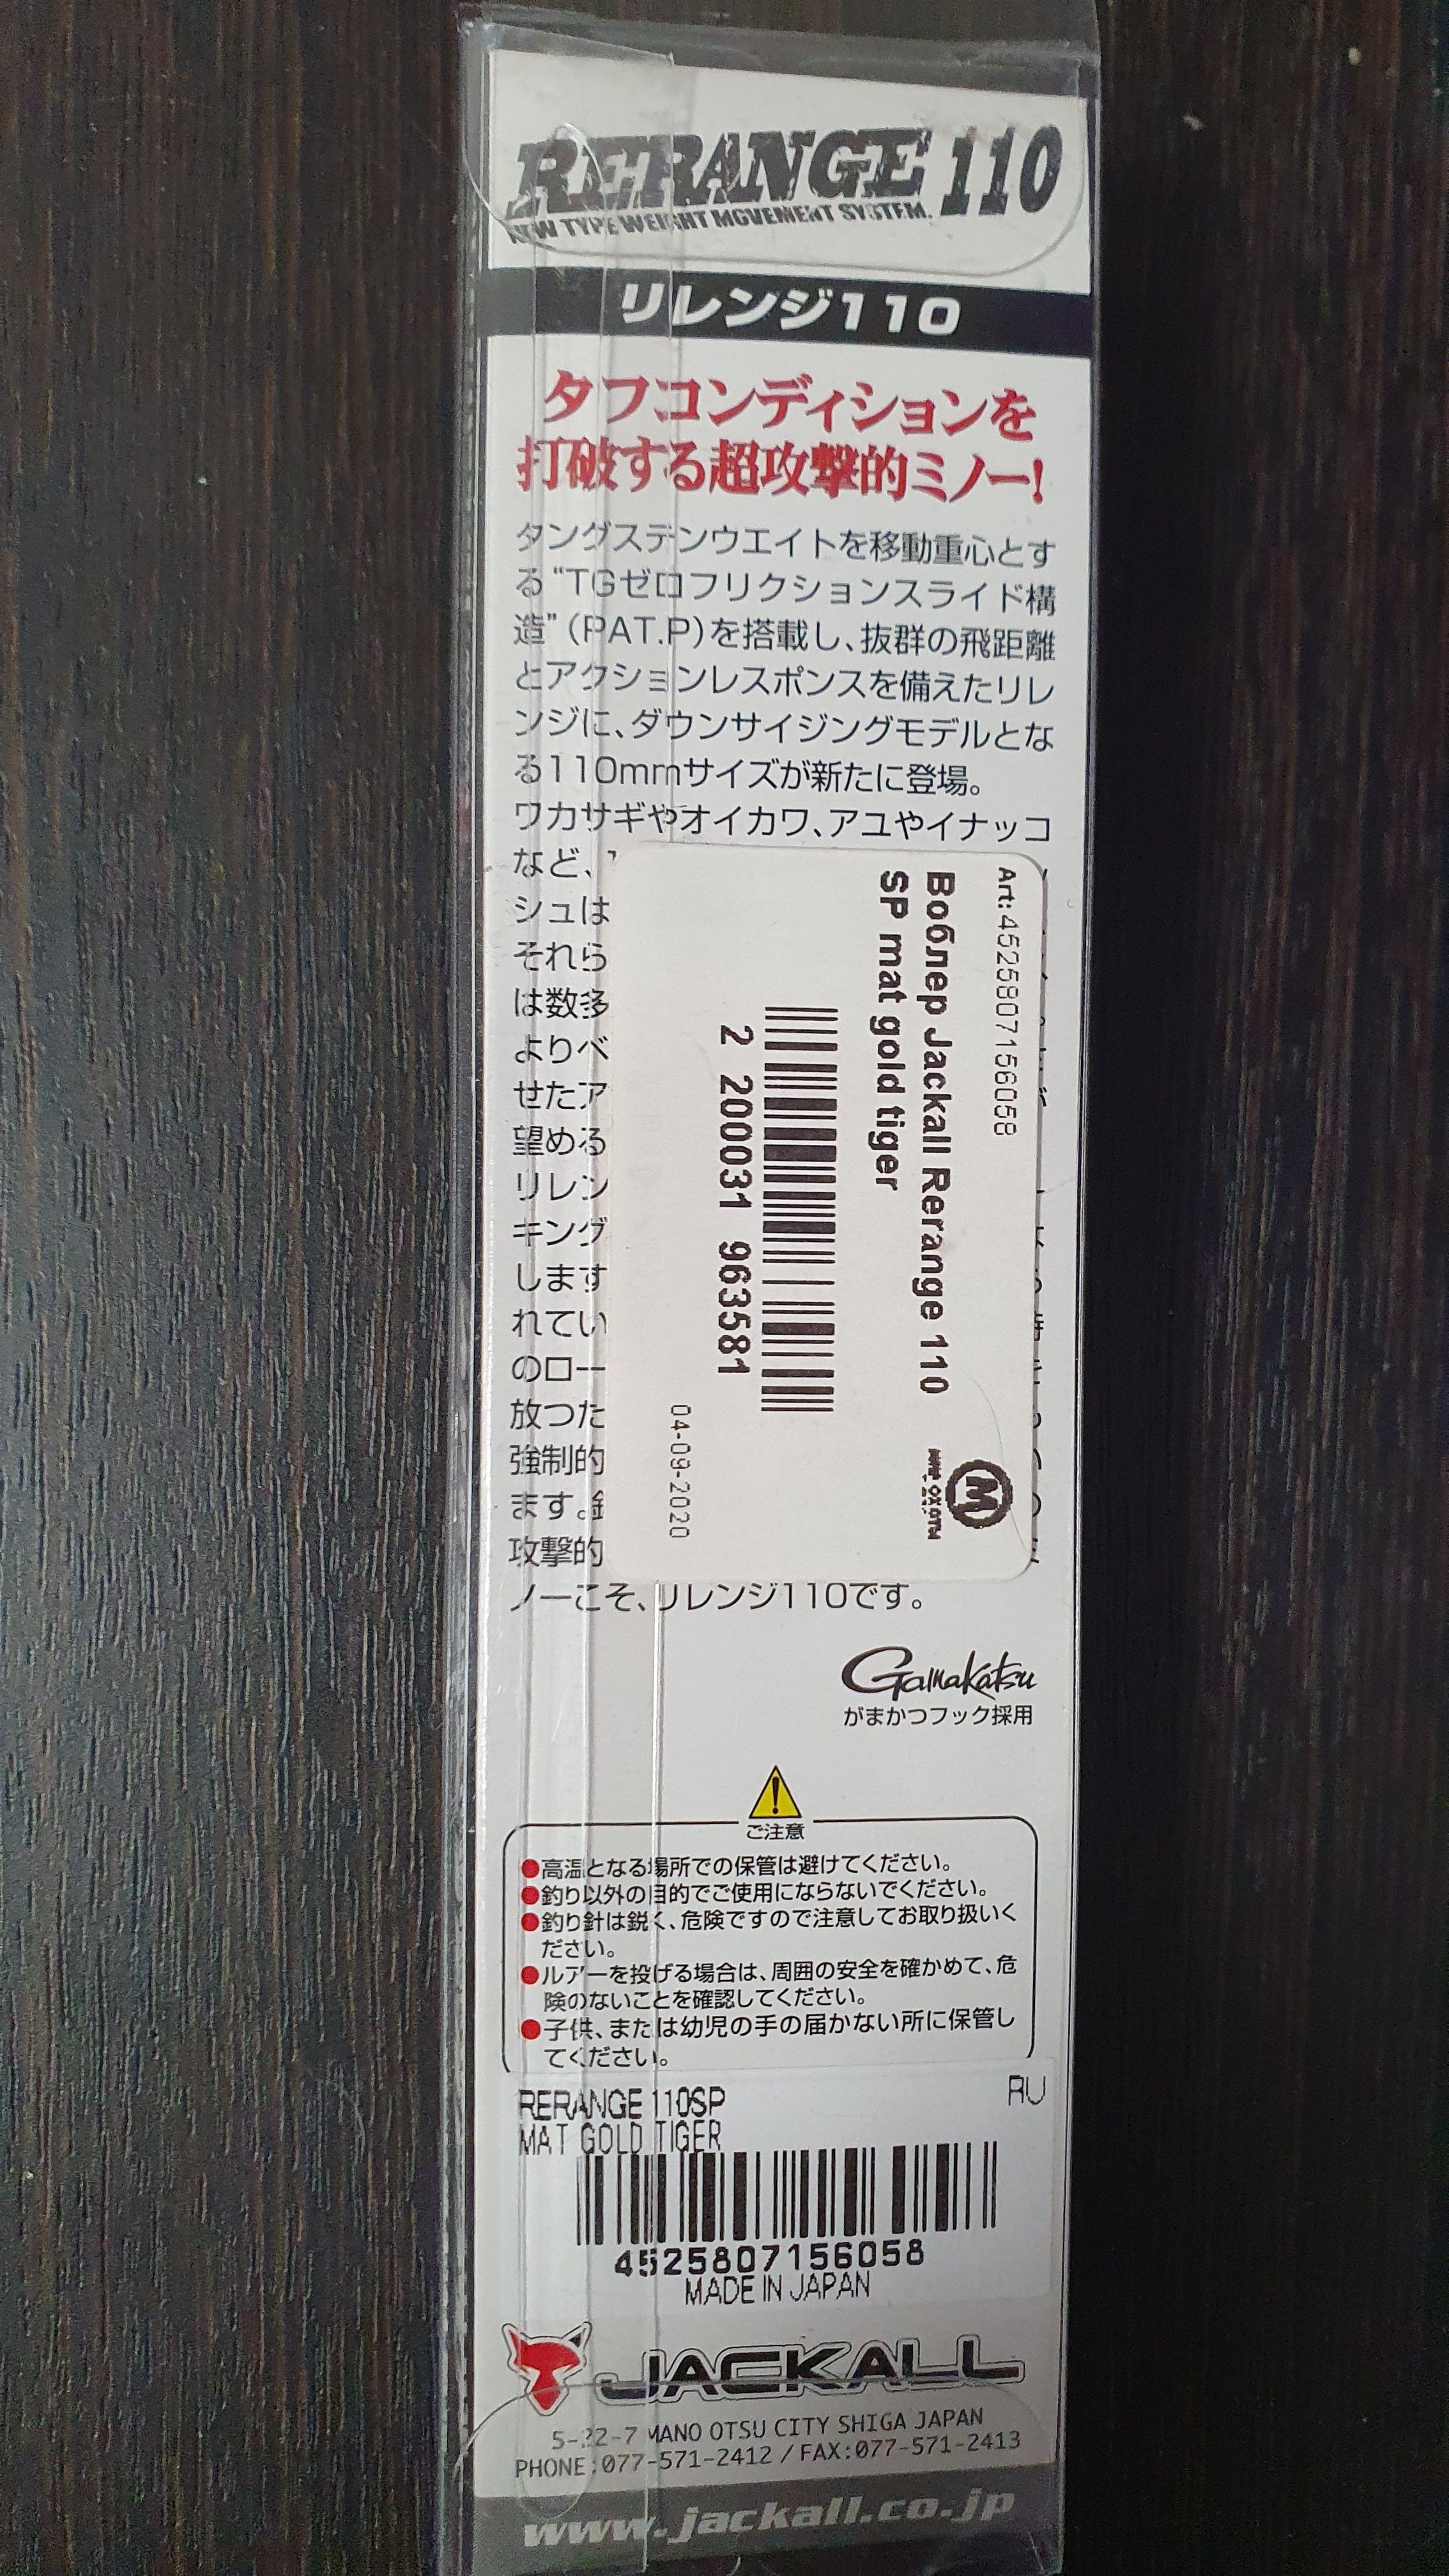 RERANGE 110
NEW TYPE WEIGHT MOVEMENT SYSTEM.
リレンジ110
タフコンディションを
打破する超攻撃的ミノー!
タングステンウエイトを移動重心とす
る“TGゼロフリクションスライド構
造”(PAT.P)を搭載し、抜群の飛距離
とアクションレスポンスを備えたリレ
ンジに、ダウンサイジングモデルとな
る110mmサイズが新たに登場。
ワカサギやオイカワ、アユやイナッコ
など、
シュは
それら
は数多
よりベ
せたア
望める
リレン
キング
します
れてい
のロー
放つた
強制的
ます。
攻撃的
ノーこそ、リレンジ110です。
Art: 4525807156058
Воблер Jackall Rerange 110
SP mat gold tiger
2 200031 963581
04-09-2020
M
Gamakatsu
がまかつフック採用
ご注意
●高温となる場所での保管は避けてください。
●釣り以外の目的でご使用にならないでください。
●釣り針は鋭く、危険ですので注意してお取り扱いく
ださい。
●ルアーを投げる場合は、周囲の安全を確かめて、危
険のないことを確認してください。
●子供、または幼児の手の届かない所に保管し
てください。
RERANGE 110SP
RU
MAT GOLD TIGER
4525807156058
MADE IN JAPAN
JACKALL
5-22-7 MANO OTSU CITY SHIGA JAPAN
PHONE:077-571-2412 / FAX:077-571-2413
www.jackall.co.jp